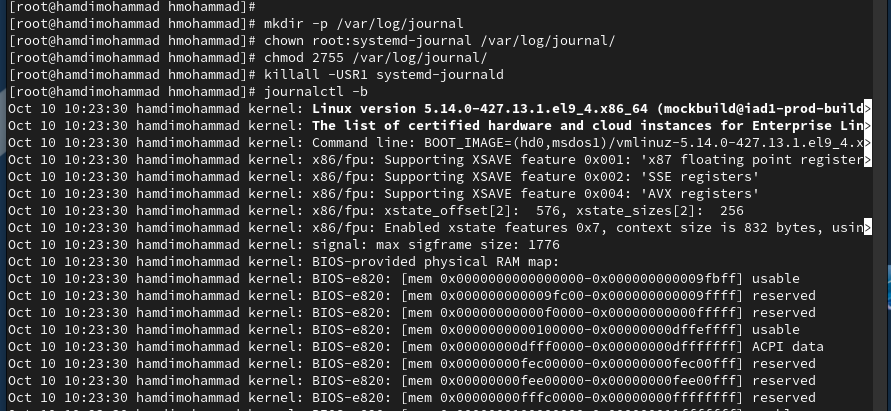 [root@hamdimohammad hmohammad]#
[root@hamdimohammad hmohammad]# mkdir -p /var/log/journal
[root@hamdimohammad hmohammad]# chown root:systemd-journal /var/log/journal/
[root@hamdimohammad hmohammad]# chmod 2755 /var/log/journal/
[root@hamdimohammad hmohammad]# killall -USR1 systemd-journald
[root@hamdimohammad hmohammad]# journalctl -b
Oct 10 10:23:30 hamdimohammad kernel: Linux version 5.14.0-427.13.1.el9_4.x86_64 (mockbuild@iad1-prod-build>
Oct 10 10:23:30 hamdimohammad kernel: The list of certified hardware and cloud instances for Enterprise Lin>
Oct 10 10:23:30 hamdimohammad kernel: Command line: BOOT_IMAGE=(hd0,msdos1)/vmlinuz-5.14.0-427.13.1.el9_4.x>
Oct 10 10:23:30 hamdimohammad kernel: x86/fpu: Supporting XSAVE feature 0x001: 'x87 floating point register>
Oct 10 10:23:30 hamdimohammad kernel: x86/fpu: Supporting XSAVE feature 0x002: 'SSE registers'
Oct 10 10:23:30 hamdimohammad kernel: x86/fpu: Supporting XSAVE feature 0x004: 'AVX registers'
Oct 10 10:23:30 hamdimohammad kernel: x86/fpu: xstate_offset[2]:  576, xstate_sizes[2]:  256
Oct 10 10:23:30 hamdimohammad kernel: x86/fpu: Enabled xstate features 0x7, context size is 832 bytes, usin>
Oct 10 10:23:30 hamdimohammad kernel: signal: max sigframe size: 1776
Oct 10 10:23:30 hamdimohammad kernel: BIOS-provided physical RAM map:
Oct 10 10:23:30 hamdimohammad kernel: BIOS-e820: [mem 0x0000000000000000-0x000000000009fbff] usable
Oct 10 10:23:30 hamdimohammad kernel: BIOS-e820: [mem 0x000000000009fc00-0x000000000009ffff] reserved
Oct 10 10:23:30 hamdimohammad kernel: BIOS-e820: [mem 0x00000000000f0000-0x00000000000fffff] reserved
Oct 10 10:23:30 hamdimohammad kernel: BIOS-e820: [mem 0x0000000000100000-0x00000000dffeffff] usable
Oct 10 10:23:30 hamdimohammad kernel: BIOS-e820: [mem 0x00000000dfff0000-0x00000000dfffffff] ACPI data
Oct 10 10:23:30 hamdimohammad kernel: BIOS-e820: [mem 0x00000000fec00000-0x00000000fec00fff] reserved
Oct 10 10:23:30 hamdimohammad kernel: BIOS-e820: [mem 0x00000000fee00000-0x00000000fee00fff] reserved
Oct 10 10:23:30 hamdimohammad kernel: BIOS-e820: [mem 0x00000000fffc0000-0x00000000ffffffff] reserved